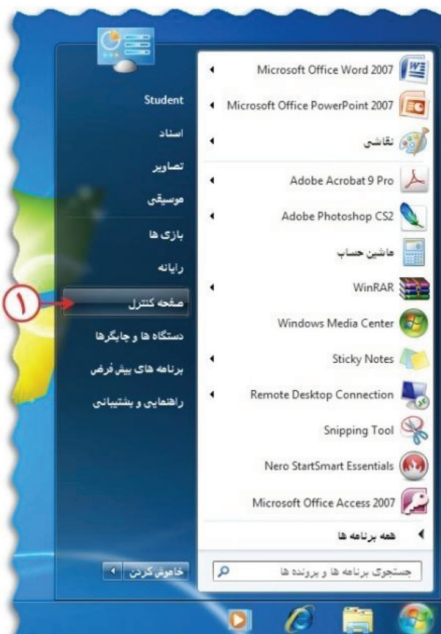 Microsoft Office Word 2007
Microsoft Office PowerPoint 2007
نقاشی
Adobe Acrobat 9 Pro
Adobe Photoshop CS2
ماشین حساب
WinRAR
Windows Media Center
Sticky Notes
Remote Desktop Connection
Snipping Tool
Nero StartSmart Essentials
Microsoft Office Access 2007
همه برنامه ها
جستجوی برنامه ها و پرونده ها
Student
اسناد
تصاویر
موسیقی
بازی ها
رایانه
صفحه کنترل
دستگاه ها و چاپگرها
برنامه های پیش فرض
راهنمایی و پشتیبانی
خاموش کردن
۱